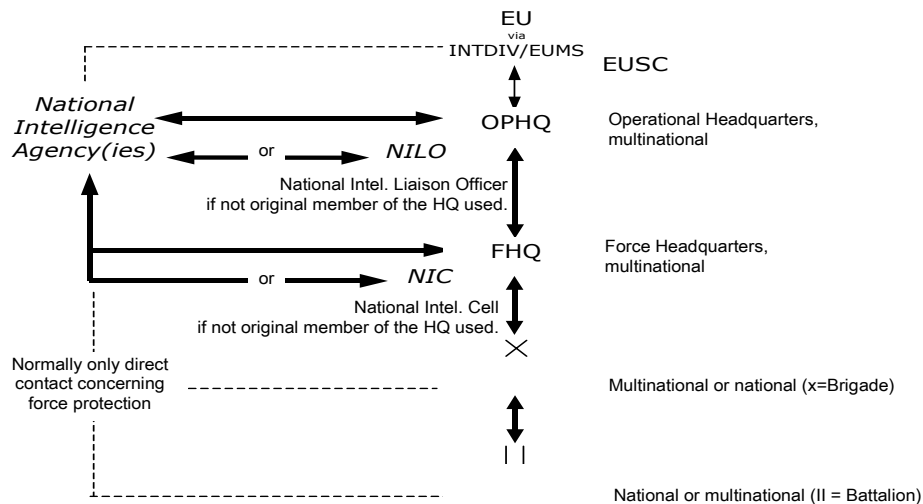 EU
via
INTDIV/EUMS
EUSC
National
Intelligence
Agency(ies)
OPHQ
Operational Headquarters,
multinational
or
NILO
National Intel. Liaison Officer
if not original member of the HQ used.
FHQ
Force Headquarters,
multinational
or
NIC
National Intel. Cell
if not original member of the HQ used.
X
Normally only direct
contact concerning
force protection
Multinational or national (x=Brigade)
II
National or multinational (II = Battalion)